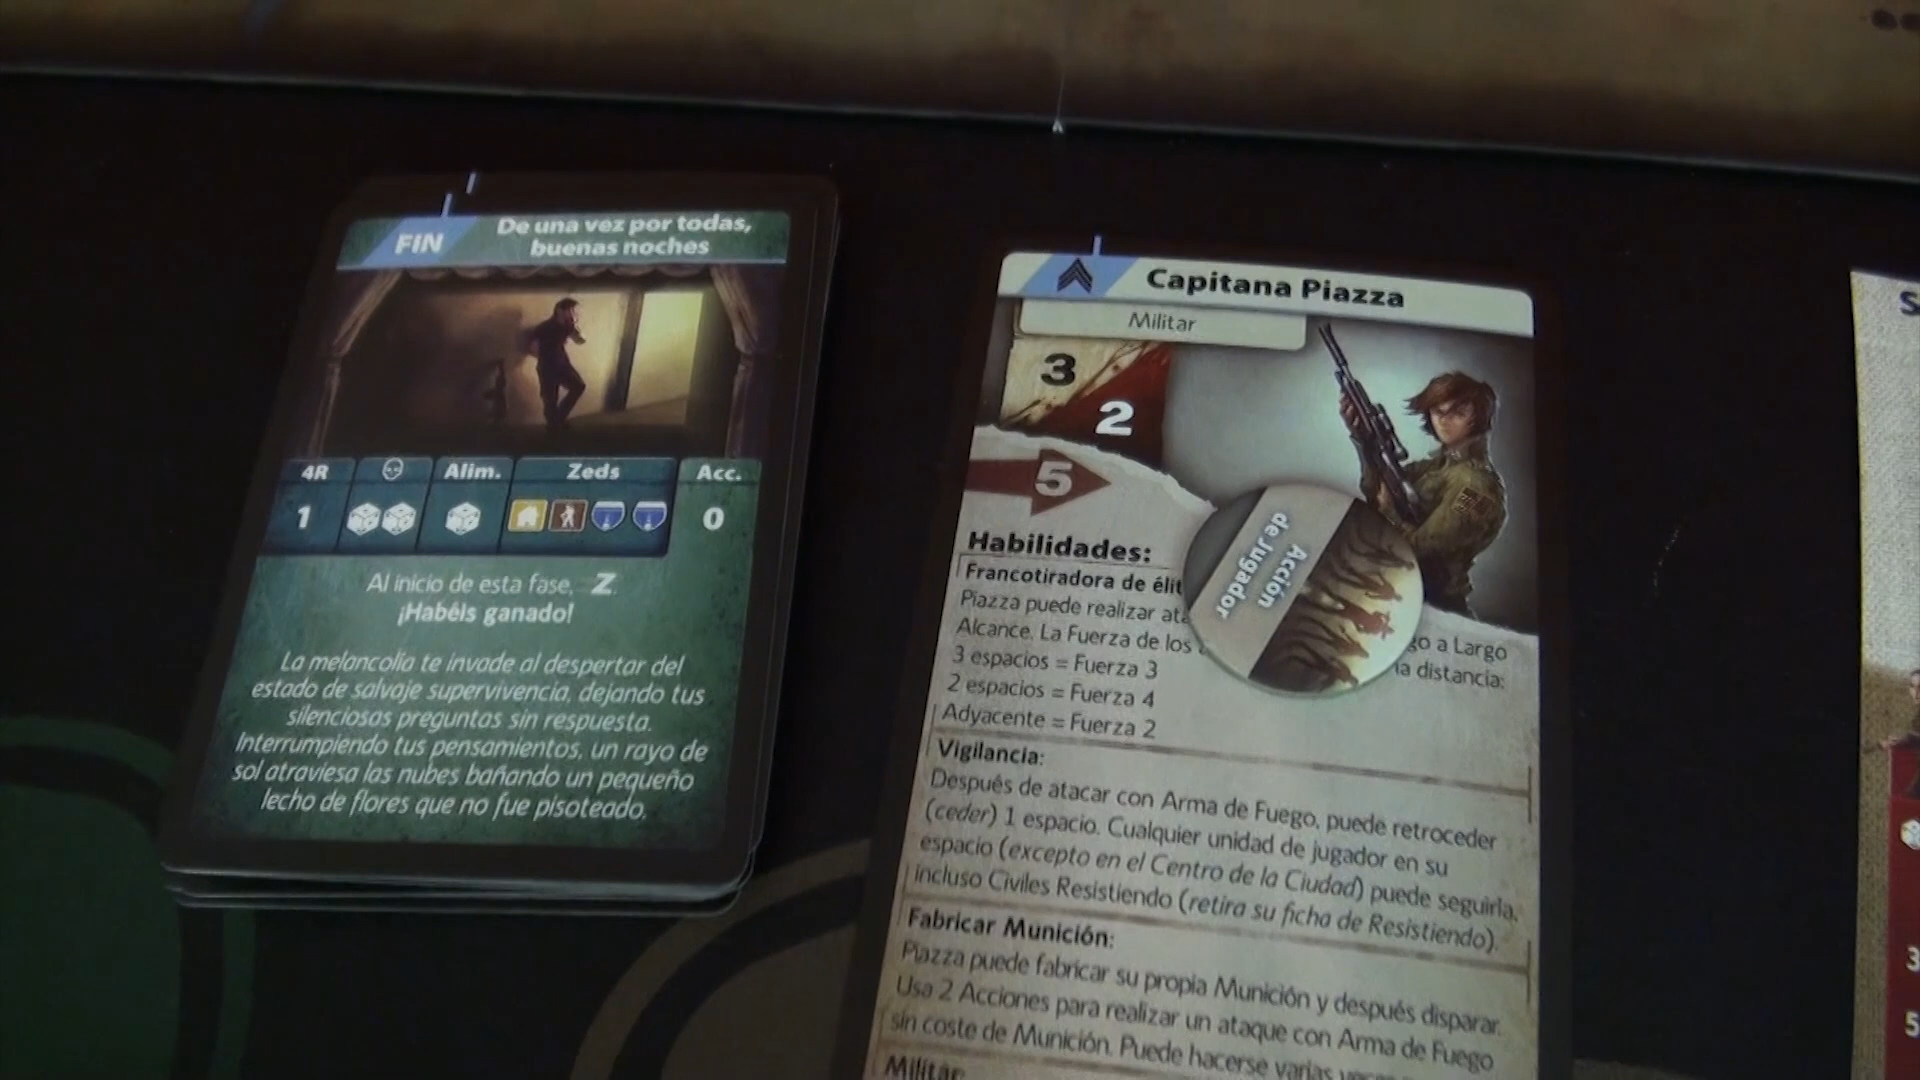 FIN
De una vez por todas,
buenas noches
4R
Alim.
Zeds
Acc.
1
0
Al inicio de esta fase, Z.
¡Habéis ganado!
La melancolía te invade al despertar del
estado de salvaje supervivencia, dejando tus
silenciosas preguntas sin respuesta.
Interrumpiendo tus pensamientos, un rayo de
sol atraviesa las nubes bañando un pequeño
lecho de flores que no fue pisoteado.
Capitana Piazza
Militar
3
2
5
Acción
de Jugador
Habilidades:
Francotiradora de
Piazza puede realizar
Alcance. La Fuerza de los
a Largo
la distancia:
3 espacios = Fuerza 3
2 espacios = Fuerza 4
Adyacente = Fuerza 2
Vigilancia:
Después de atacar con Arma de Fuego, puede retroceder
(ceder) 1 espacio. Cualquier unidad de jugador en su
espacio (excepto en el Centro de la Ciudad) puede seguirla,
incluso Civiles Resistiendo (retira su ficha de Resistiendo).
Fabricar Munición:
Piazza puede fabricar su propia Munición y después disparar.
Usa 2 Acciones para realizar un ataque con Arma de Fuego
sin coste de Munición. Puede hacerse varias
Militar
S
3
5